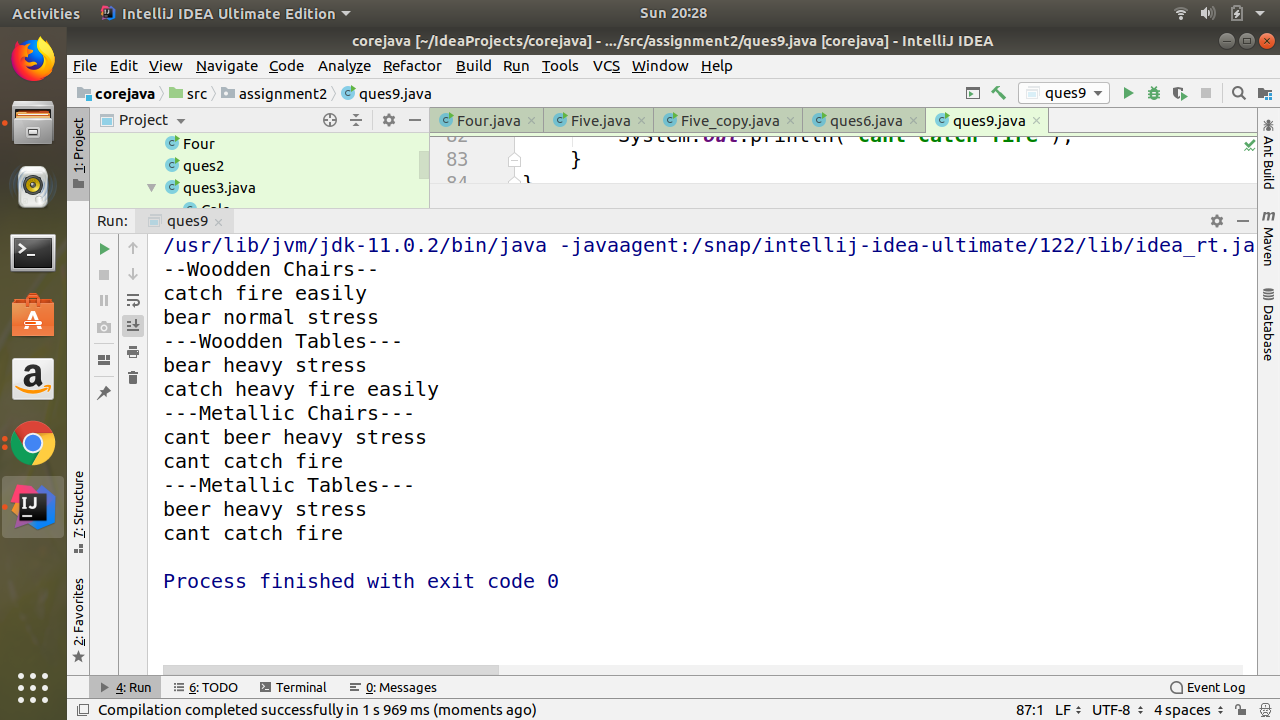 Activities IntelliJ IDEA Ultimate Edition Sun 20:28
corejava [~/IdeaProjects/corejava] - .../src/assignment2/ques9.java [corejava] - IntelliJ IDEA
File Edit View Navigate Code Analyze Refactor Build Run Tools VCS Window Help
corejava src assignment2 ques9.java ques9
Project Four.java Five.java Five_copy.java ques6.java ques9.java
1: Project
Four
ques2
ques3.java
82 System.out.println("cant catch fire");
83 }
84 }
Ant Build
Maven
Database
Run: ques9
/usr/lib/jvm/jdk-11.0.2/bin/java -javaagent:/snap/intellij-idea-ultimate/122/lib/idea_rt.ja
--Woodden Chairs--
catch fire easily
bear normal stress
---Woodden Tables---
bear heavy stress
catch heavy fire easily
---Metallic Chairs---
cant beer heavy stress
cant catch fire
---Metallic Tables---
beer heavy stress
cant catch fire
Process finished with exit code 0
7: Structure
2: Favorites
4: Run 6: TODO Terminal 0: Messages Event Log
Compilation completed successfully in 1 s 969 ms (moments ago) 87:1 LF UTF-8 4 spaces